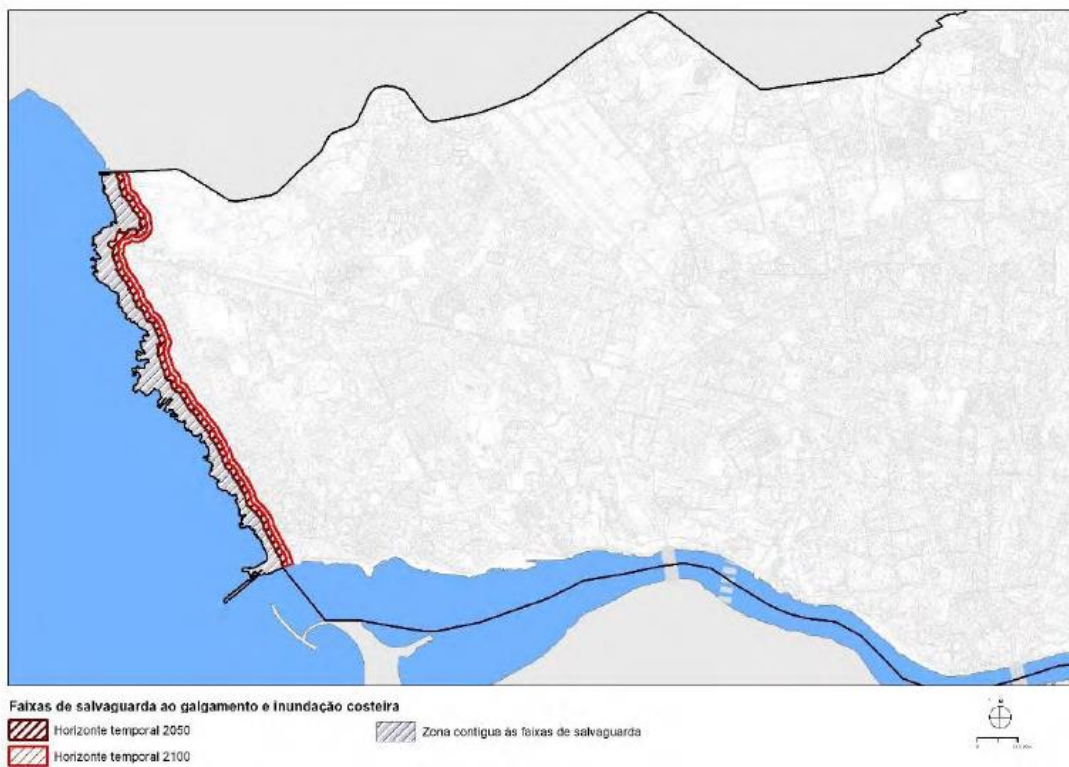 Faixas de salvaguarda ao galgamento e inundação costeira
Horizonte temporal 2050
Zona contígua às faixas de salvaguarda
Horizonte temporal 2100